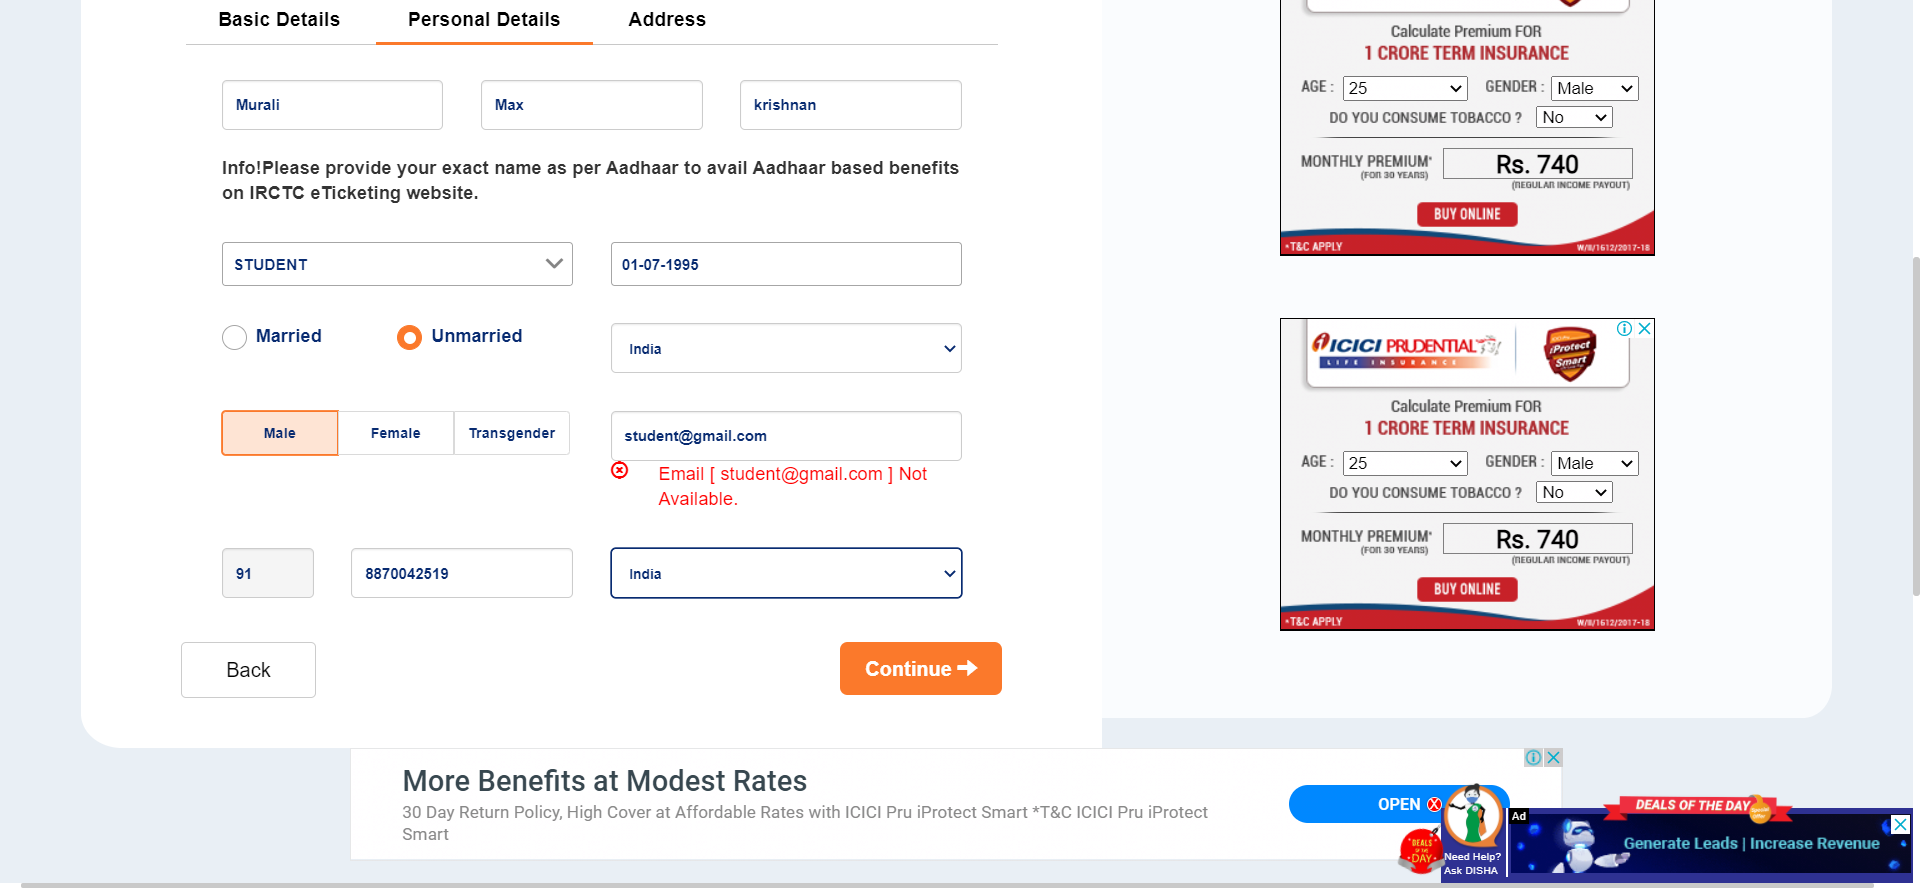 Basic Details
Personal Details
Address
Murali
Max
krishnan
Info!Please provide your exact name as per Aadhaar to avail Aadhaar based benefits
on IRCTC eTicketing website.
STUDENT
01-07-1995
Married
Unmarried
India
Male
Female
Transgender
student@gmail.com
Email [ student@gmail.com ] Not
Available.
91
8870042519
India
Back
Continue
Calculate Premium FOR
1 CRORE TERM INSURANCE
AGE : 25 GENDER : Male
DO YOU CONSUME TOBACCO ? No
MONTHLY PREMIUM* Rs. 740
(FOR 30 YEARS)
(REGULAR INCOME PAYOUT)
BUY ONLINE
*T&C APPLY
W/II/1612/2017-18
ICICI PRUDENTIAL
LIFE INSURANCE
iProtect
Smart
Calculate Premium FOR
1 CRORE TERM INSURANCE
AGE : 25 GENDER : Male
DO YOU CONSUME TOBACCO ? No
MONTHLY PREMIUM* Rs. 740
(FOR 30 YEARS)
(REGULAR INCOME PAYOUT)
BUY ONLINE
*T&C APPLY
W/II/1612/2017-18
More Benefits at Modest Rates
30 Day Return Policy, High Cover at Affordable Rates with ICICI Pru iProtect Smart *T&C ICICI Pru iProtect
Smart
OPEN
DEALS
OF THE
DAY
Need Help?
Ask DISHA
Ad
DEALS OF THE DAY
Generate Leads | Increase Revenue